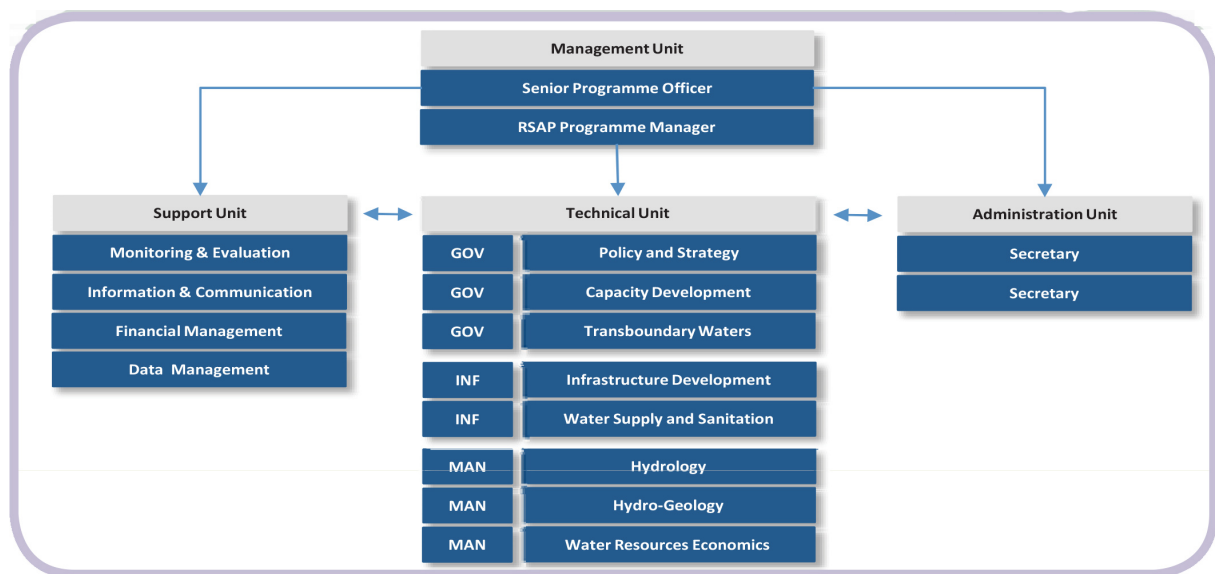 Management Unit
Senior Programme Officer
RSAP Programme Manager
Support Unit
Monitoring & Evaluation
Information & Communication
Financial Management
Data Management
Technical Unit
GOV Policy and Strategy
GOV Capacity Development
GOV Transboundary Waters
INF Infrastructure Development
INF Water Supply and Sanitation
MAN Hydrology
MAN Hydro-Geology
MAN Water Resources Economics
Administration Unit
Secretary
Secretary